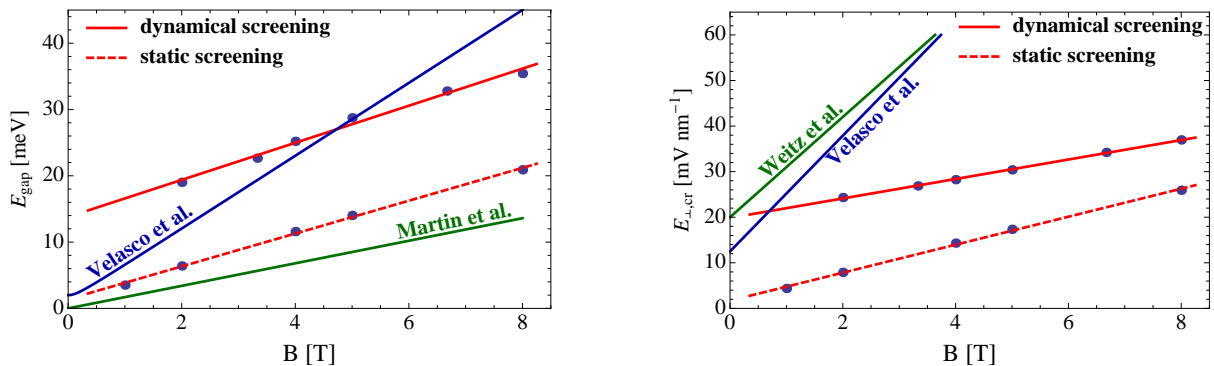 dynamical screening
static screening
Velasco et al.
Martin et al.
E_gap [meV]
40
30
20
10
0
0
2
4
6
8
B [T]
dynamical screening
static screening
Weitz et al.
Velasco et al.
E_⊥,cr [mV nm⁻¹]
60
50
40
30
20
10
0
0
2
4
6
8
B [T]